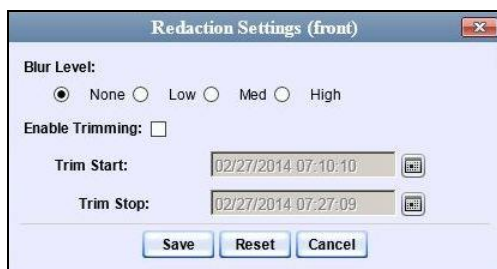 Redaction Settings (front)
Blur Level:
None Low Med High
Enable Trimming:
Trim Start: 02/27/2014 07:10:10
Trim Stop: 02/27/2014 07:27:09
Save Reset Cancel